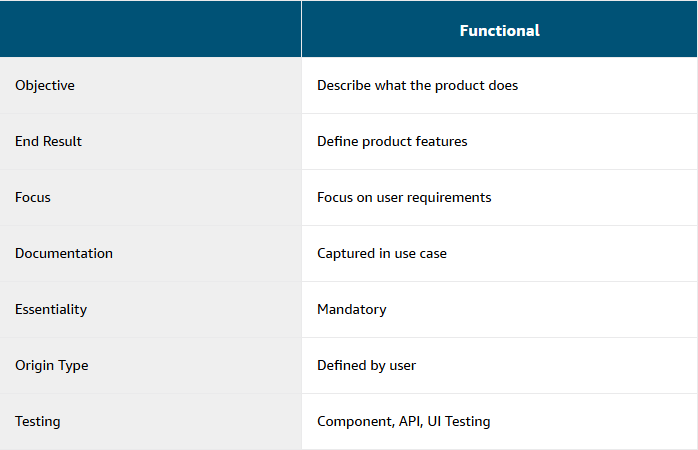 Functional
Objective Describe what the product does
End Result Define product features
Focus Focus on user requirements
Documentation Captured in use case
Essentiality Mandatory
Origin Type Defined by user
Testing Component, API, UI Testing